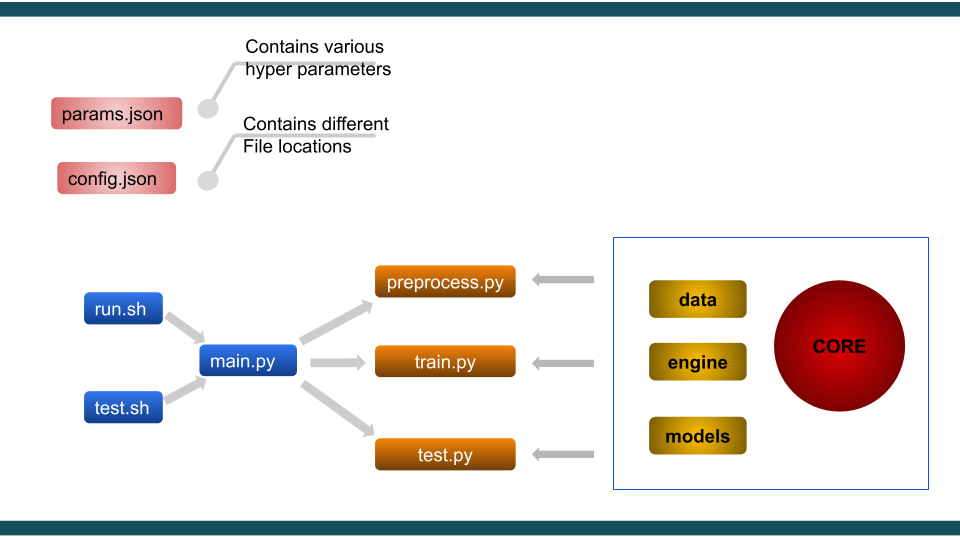 Contains various
hyper parameters
params.json
Contains different
File locations
config.json
run.sh
test.sh
main.py
preprocess.py
train.py
test.py
data
engine
models
CORE